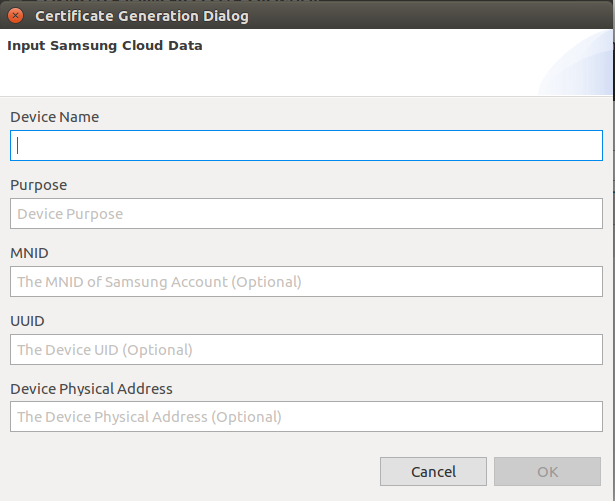 Certificate Generation Dialog
Input Samsung Cloud Data
Device Name
Purpose
Device Purpose
MNID
The MNID of Samsung Account (Optional)
UUID
The Device UID (Optional)
Device Physical Address
The Device Physical Address (Optional)
Cancel OK